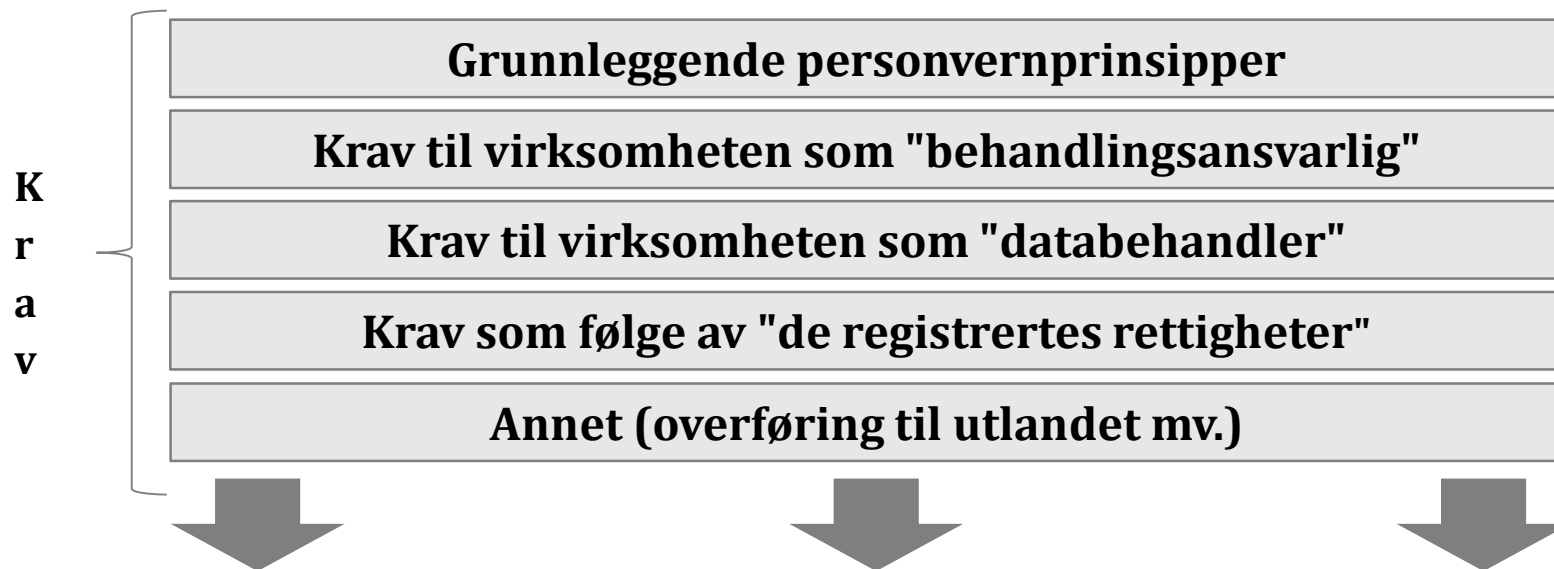 Krav
Grunnleggende personvernprinsipper
Krav til virksomheten som "behandlingsansvarlig"
Krav til virksomheten som "databehandler"
Krav som følge av "de registrertes rettigheter"
Annet (overføring til utlandet mv.)